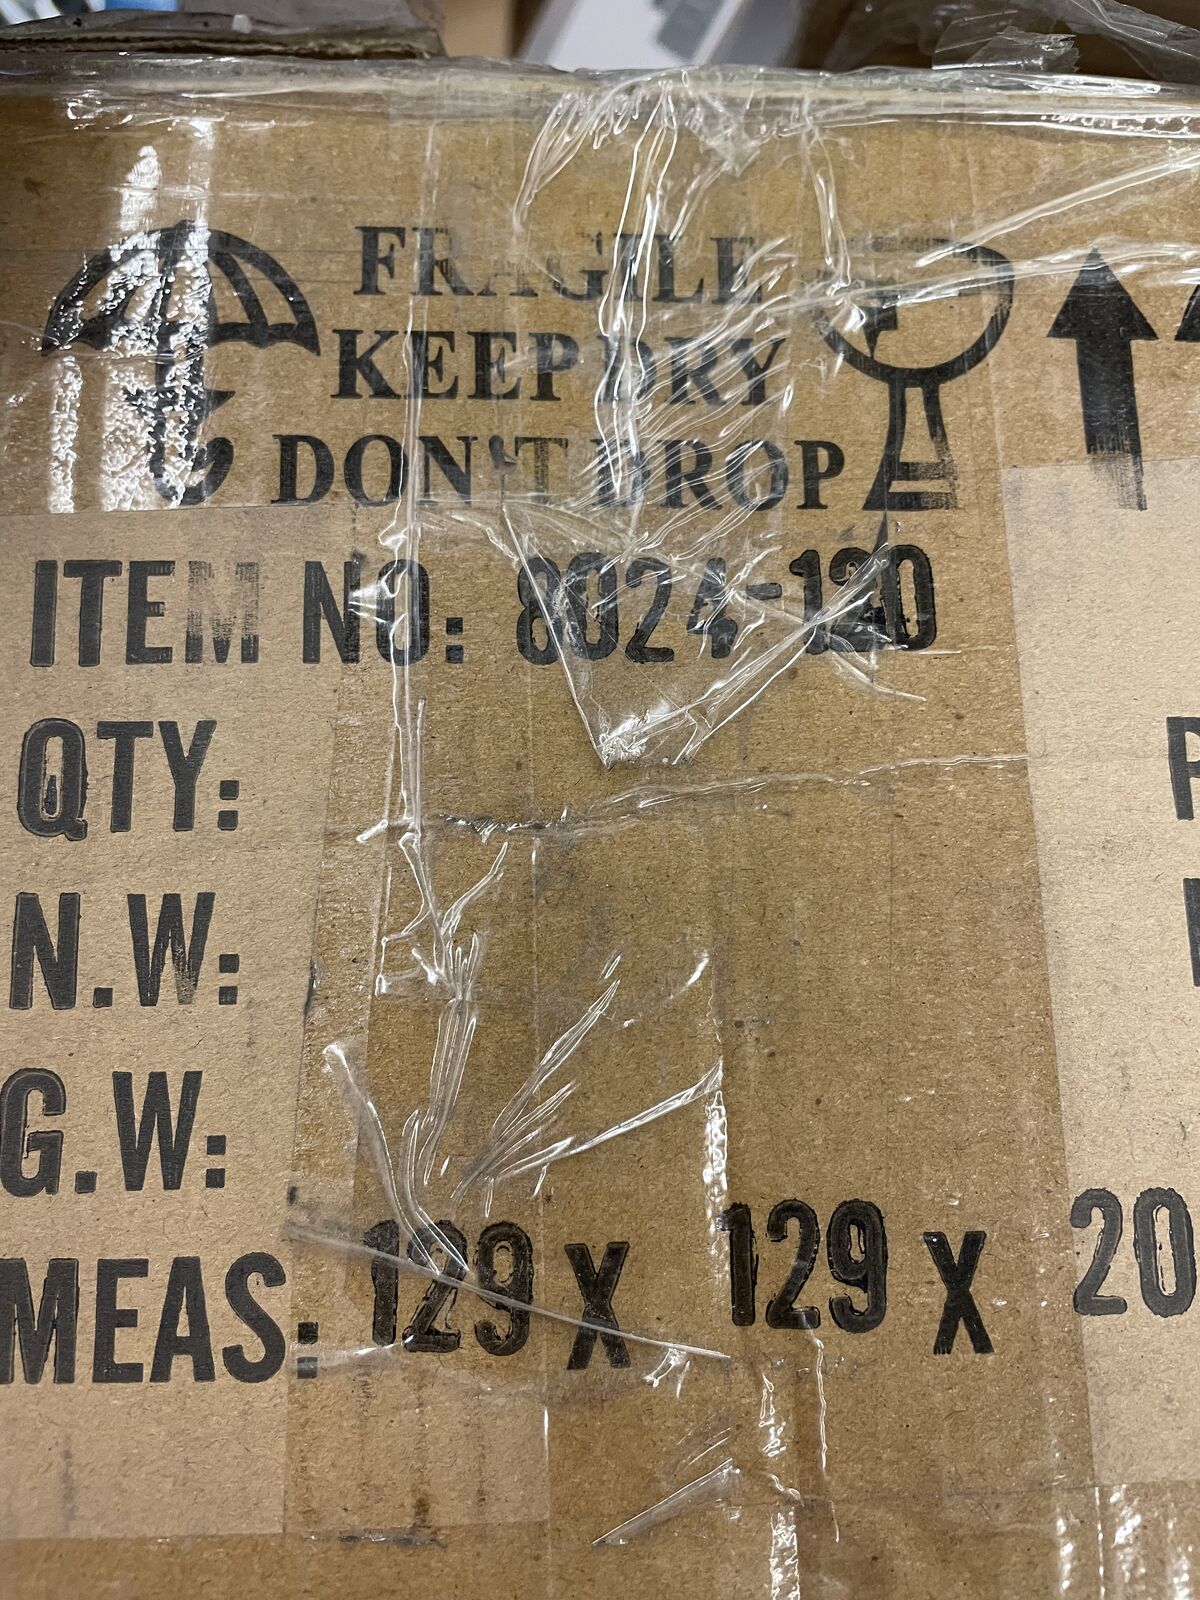 FRAGILE
KEEP DRY
DON'T DROP
ITEM NO: 8024-120
QTY:
N.W:
G.W:
MEAS: 129 X 129 X 20